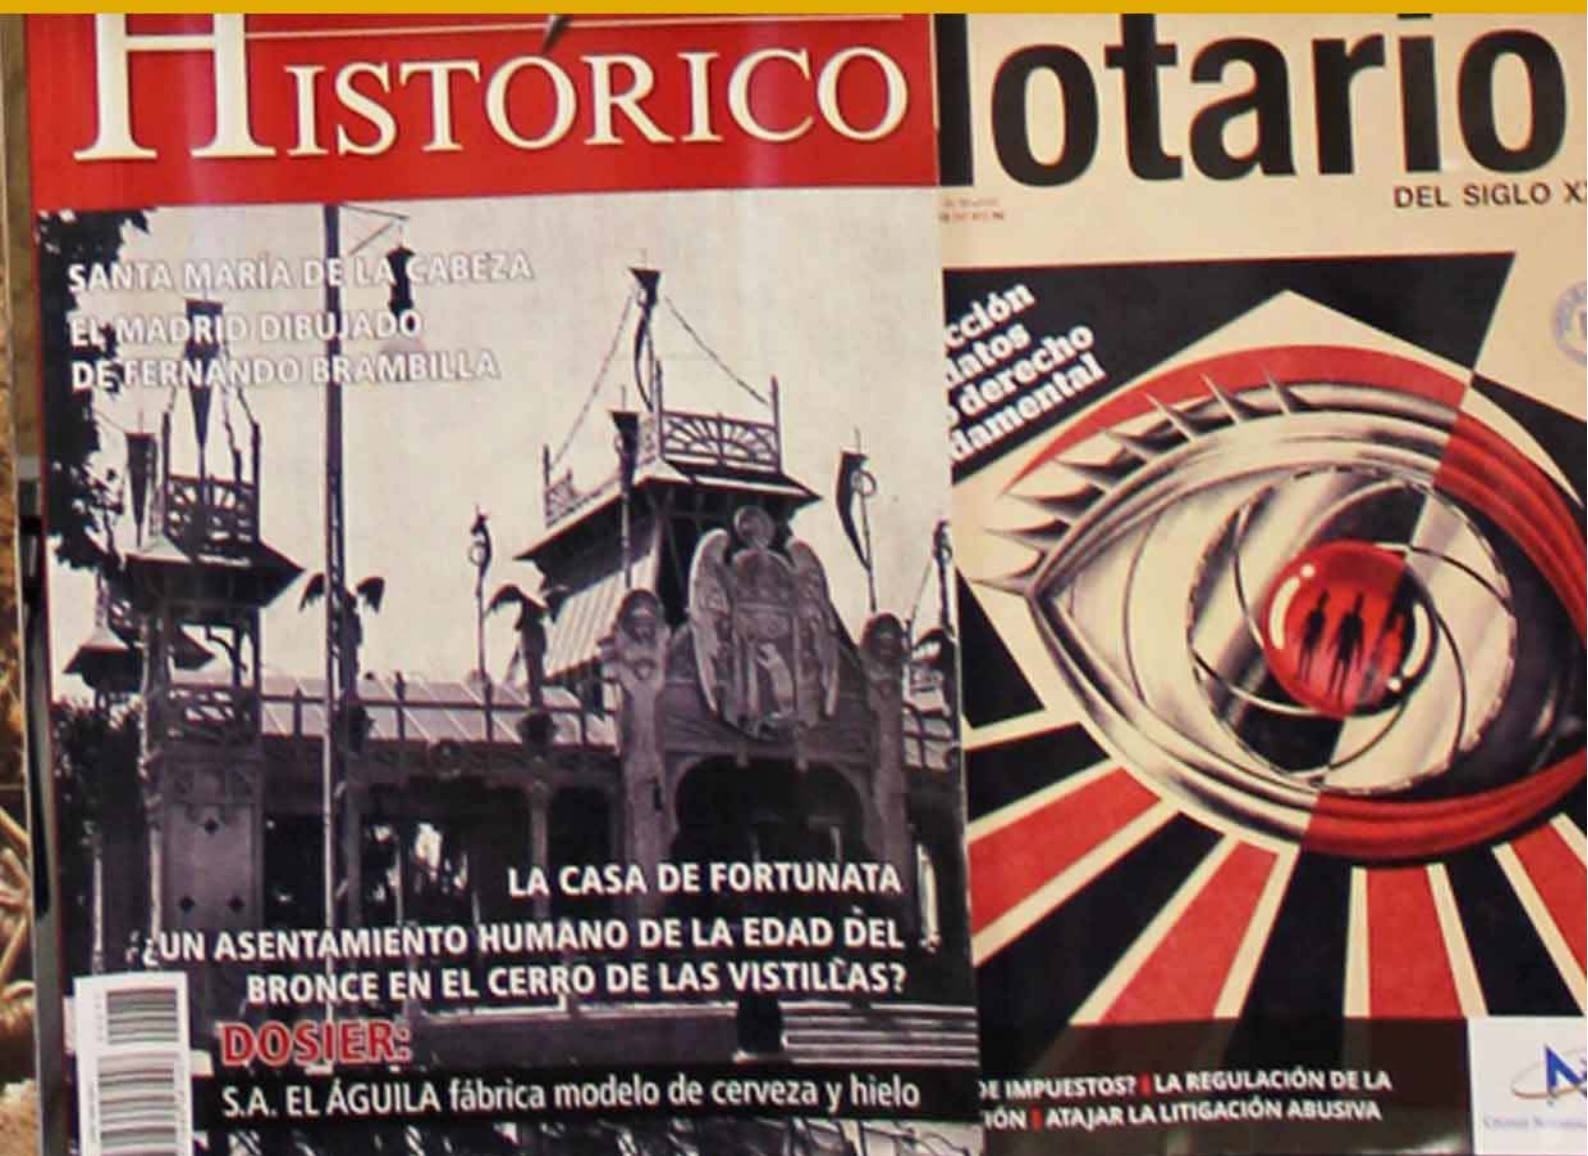 HISTÓRICO
SANTA MARÍA DE LA CABEZA
EL MADRID DIBUJADO
DE FERNANDO BRAMBILLA
LA CASA DE FORTUNATA
¿UN ASENTAMIENTO HUMANO DE LA EDAD DEL
BRONCE EN EL CERRO DE LAS VISTILLAS?
DOSIER:
S.A. EL ÁGUILA fábrica modelo de cerveza y hielo
otario
DEL SIGLO X
cción
datos
derecho
damental
DE IMPUESTOS? | LA REGULACIÓN DE LA
IÓN | ATAJAR LA LITIGACIÓN ABUSIVA